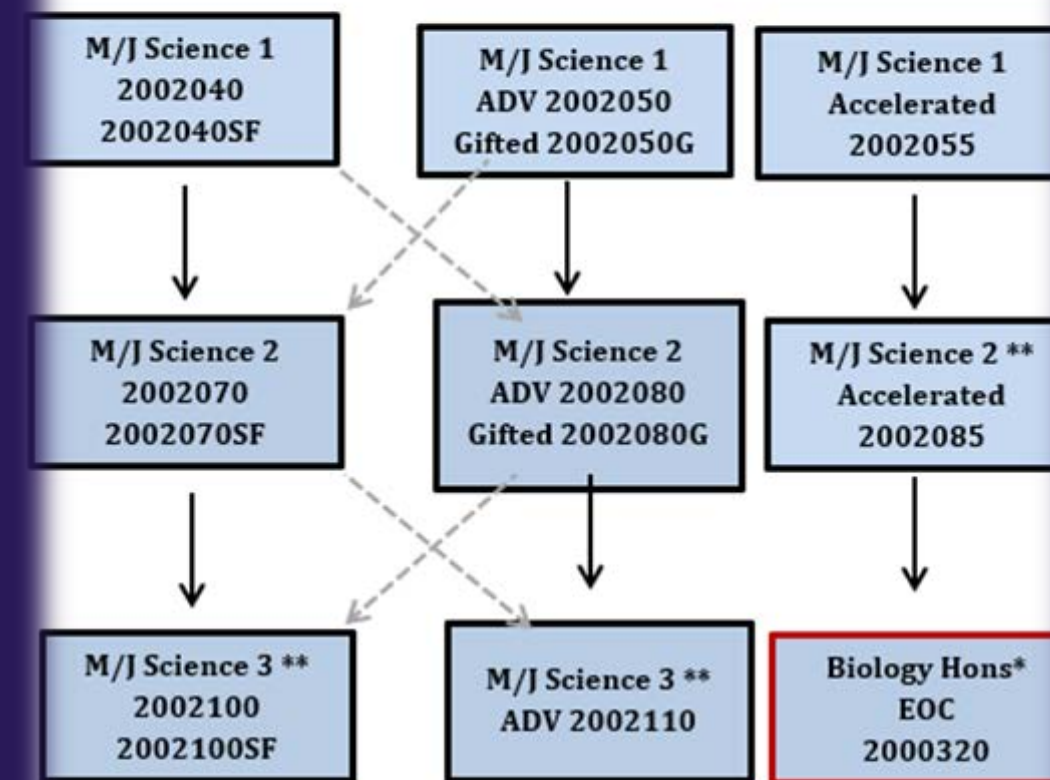 M/J Science 1
2002040
2002040SF
M/J Science 1
ADV 2002050
Gifted 2002050G
M/J Science 1
Accelerated
2002055
M/J Science 2
2002070
2002070SF
M/J Science 2
ADV 2002080
Gifted 2002080G
M/J Science 2 **
Accelerated
2002085
M/J Science 3 **
2002100
2002100SF
M/J Science 3 **
ADV 2002110
Biology Hons*
EOC
2000320